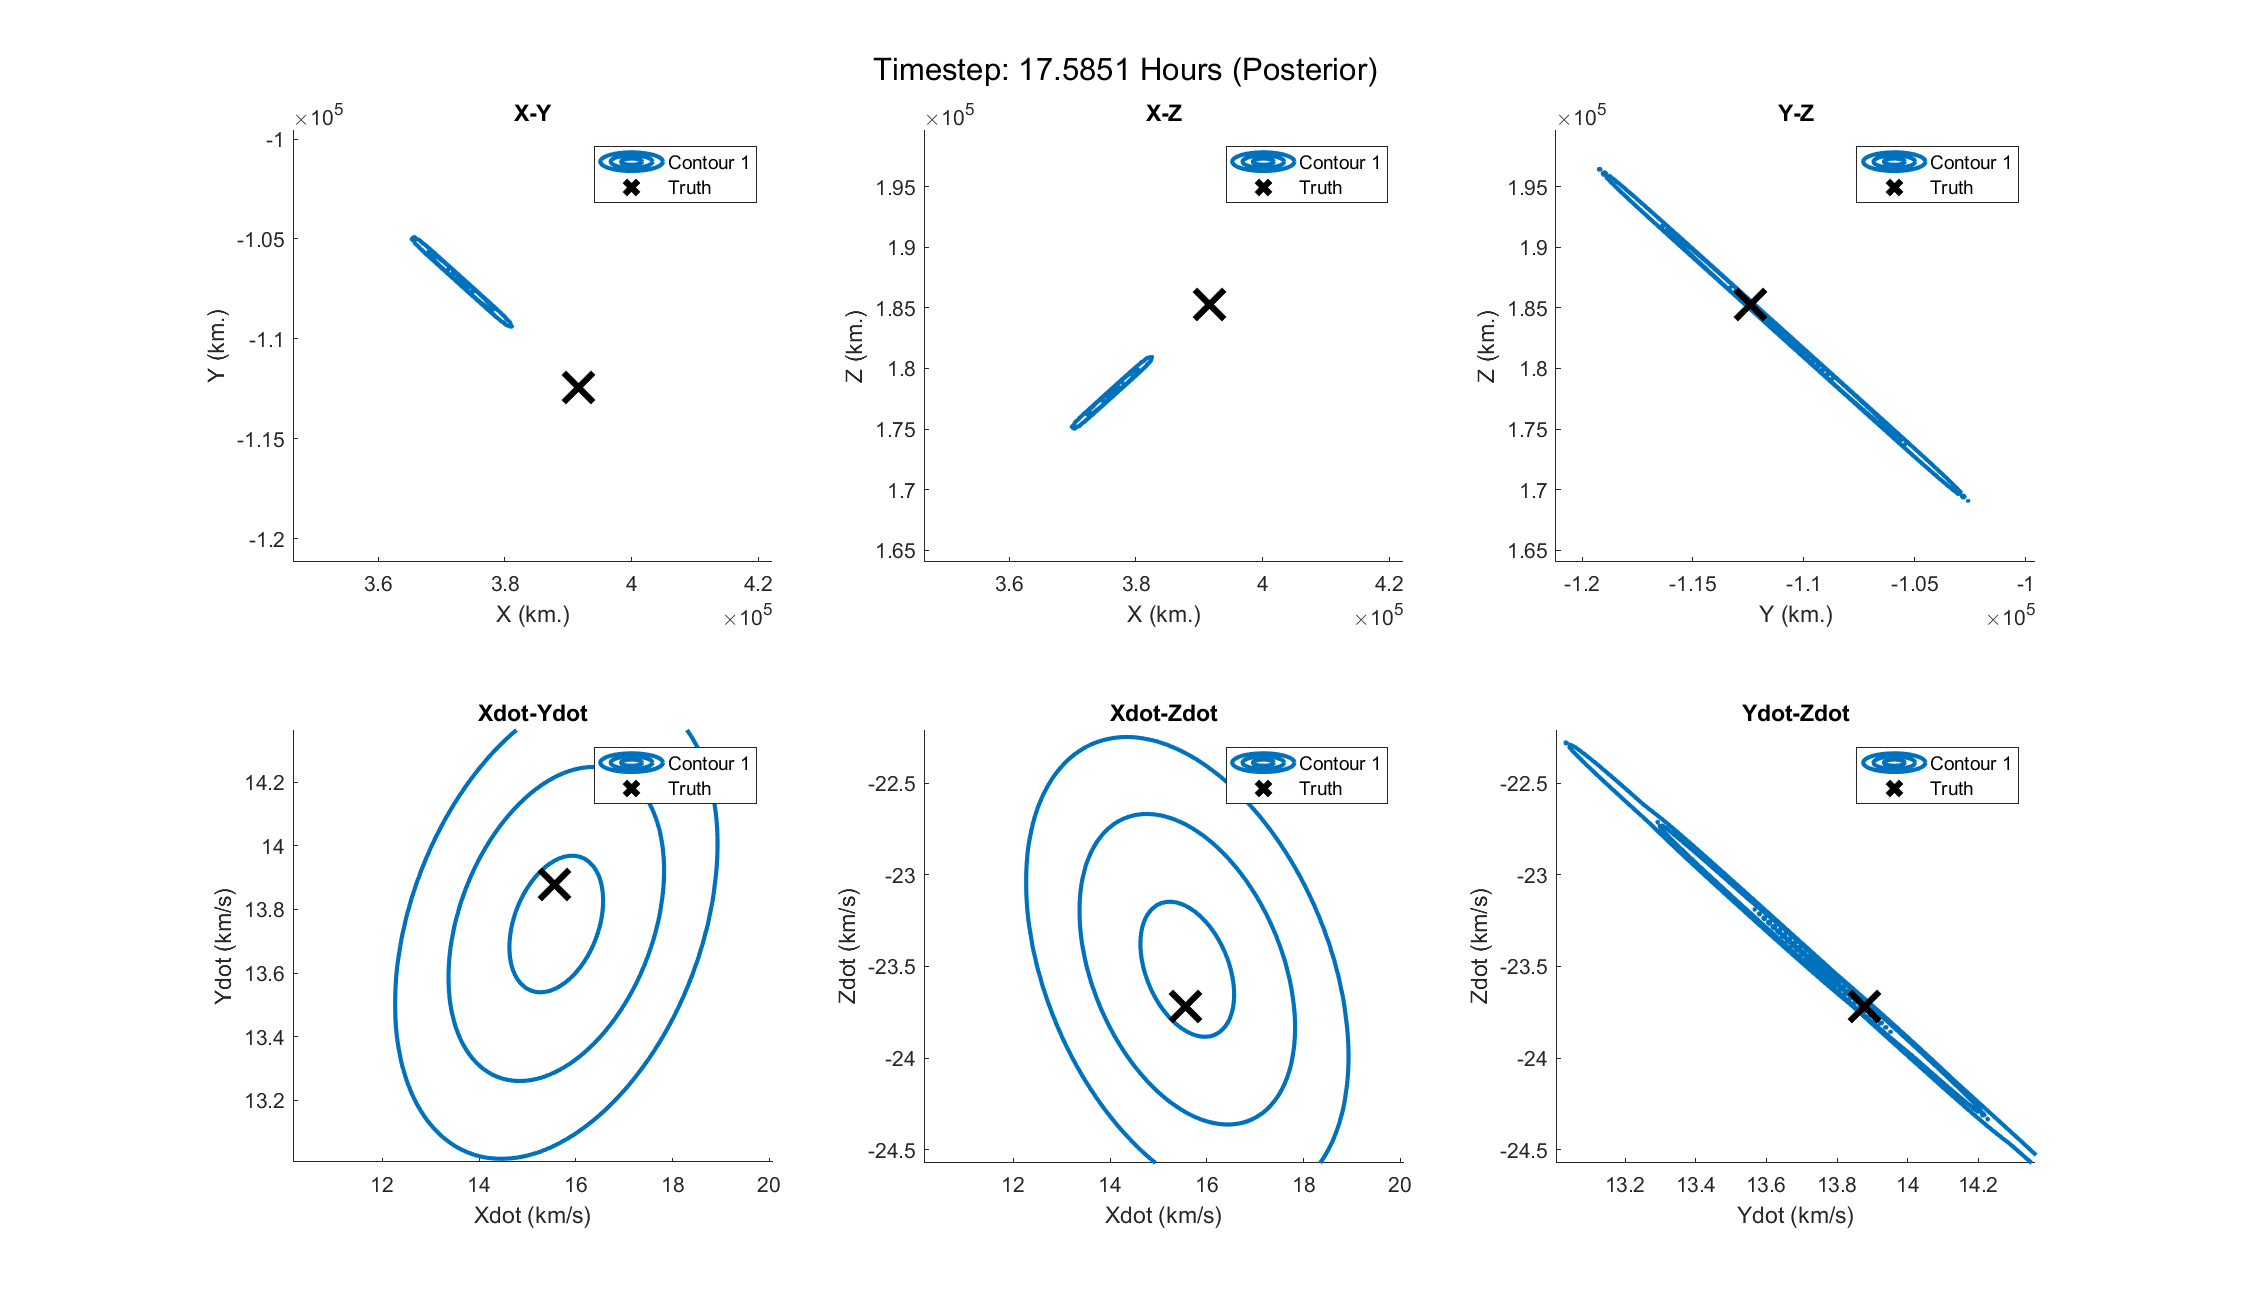 Timestep: 17.5851 Hours (Posterior)
X-Y
×10^5
-1
-1.05
-1.1
-1.15
-1.2
Y (km.)
3.6 3.8 4 4.2
×10^5
X (km.)
Contour 1
Truth
X-Z
×10^5
1.95
1.9
1.85
1.8
1.75
1.7
1.65
Z (km.)
3.6 3.8 4 4.2
×10^5
X (km.)
Contour 1
Truth
Y-Z
×10^5
1.95
1.9
1.85
1.8
1.75
1.7
1.65
Z (km.)
-1.2 -1.15 -1.1 -1.05 -1
×10^5
Y (km.)
Contour 1
Truth
Xdot-Ydot
14.2
14
13.8
13.6
13.4
13.2
Ydot (km/s)
12 14 16 18 20
Xdot (km/s)
Contour 1
Truth
Xdot-Zdot
-22.5
-23
-23.5
-24
-24.5
Zdot (km/s)
12 14 16 18 20
Xdot (km/s)
Contour 1
Truth
Ydot-Zdot
-22.5
-23
-23.5
-24
-24.5
Zdot (km/s)
13.2 13.4 13.6 13.8 14 14.2
Ydot (km/s)
Contour 1
Truth